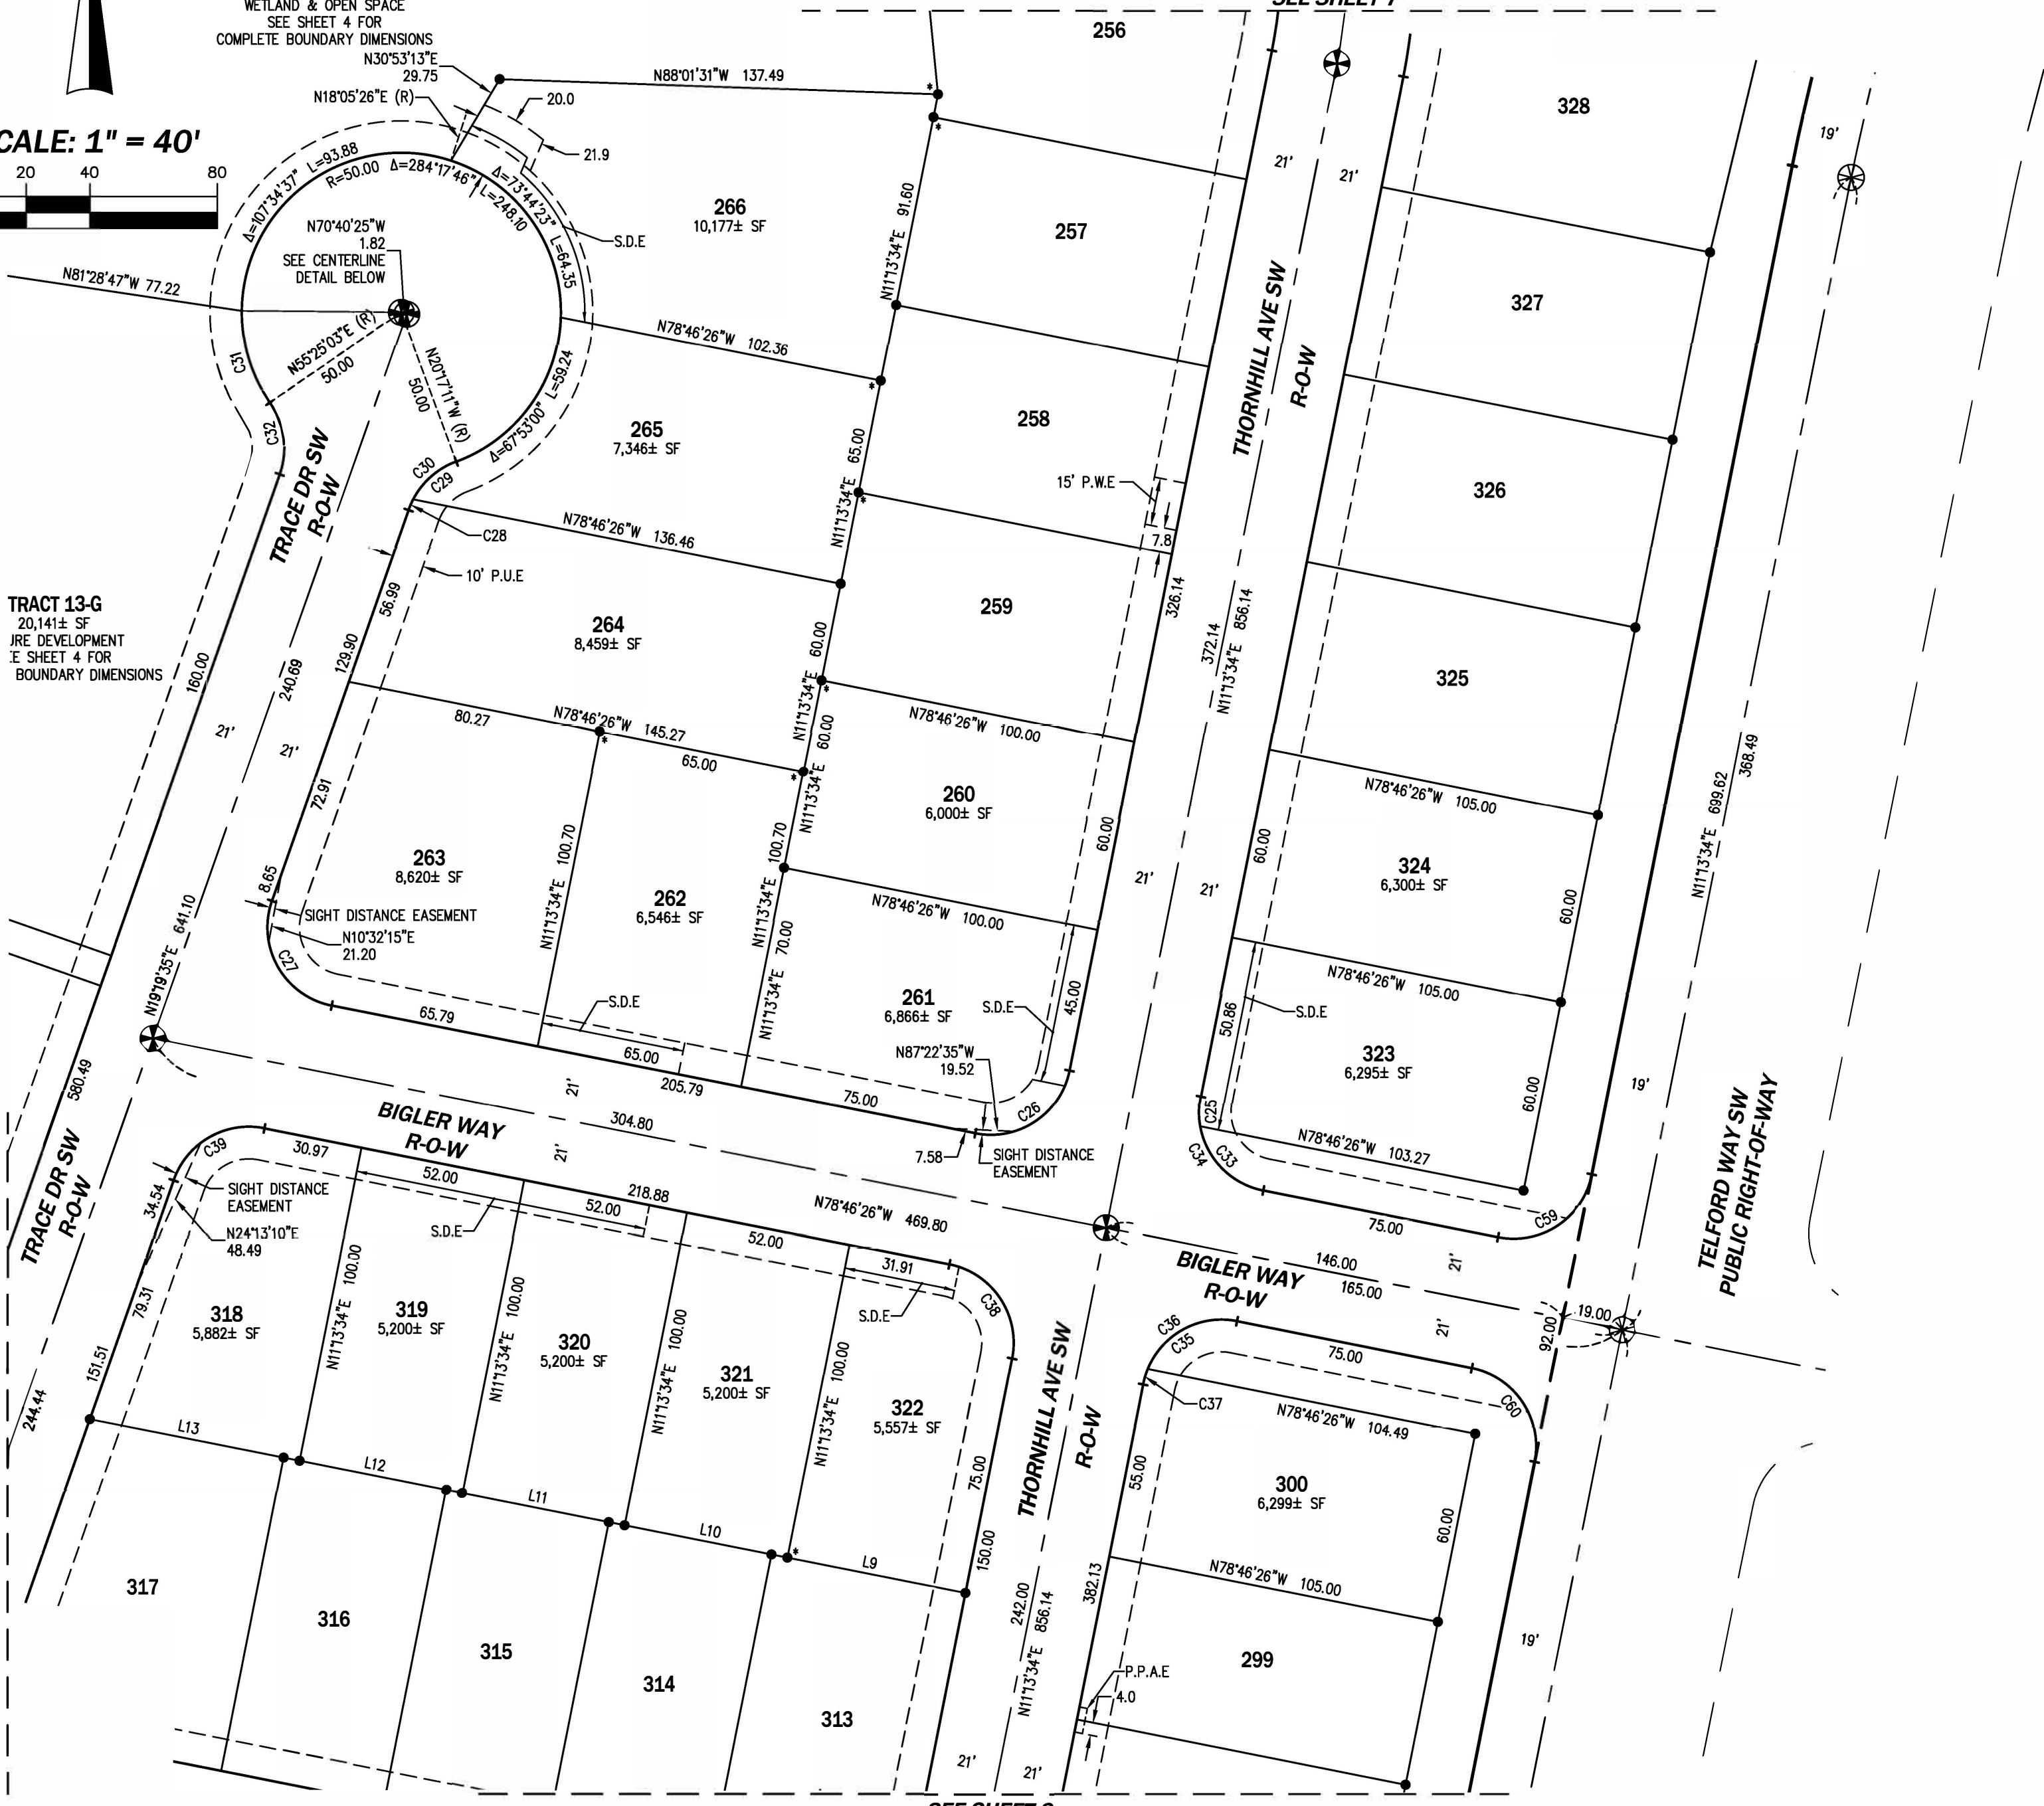 WETLAND & OPEN SPACE
SEE SHEET 4 FOR
COMPLETE BOUNDARY DIMENSIONS
N30°53'13"E
29.75
N18°05'26"E (R)
N88°01'31"W 137.49
20.0
21.9
256
328
19'
CALE: 1" = 40'
20 40 80
Δ=107°34'37" L=93.88
R=50.00 Δ=284°17'46" L=248.10
Δ=73°44'23" L=64.35
S.D.E
266
10,177± SF
N11°13'34"E 91.60
257
21'
21'
N70°40'25"W
1.82
SEE CENTERLINE
DETAIL BELOW
N81°28'47"W 77.22
N55°25'03"E (R)
50.00
N20°17'11"W (R)
50.00
C31
C32
Δ=67°53'00" L=59.24
N78°46'26"W 102.36
THORNHILL AVE SW
R-O-W
327
265
7,346± SF
258
N11°13'34"E 65.00
C30
C29
C28
TRACE DR SW
R-O-W
15' P.W.E
7.8
326
N78°46'26"W 136.46
10' P.U.E
56.99
129.90
TRACT 13-G
20,141± SF
URE DEVELOPMENT
E SHEET 4 FOR
BOUNDARY DIMENSIONS
264
8,459± SF
259
N11°13'34"E 60.00
326.14
372.14
N11°13'34"E 856.14
160.00
240.69
21'
21'
325
80.27
N78°46'26"W 145.27
65.00
N11°13'34"E 60.00
N78°46'26"W 100.00
72.91
260
6,000± SF
60.00
60.00
N78°46'26"W 105.00
N11°13'34"E 699.62
368.49
263
8,620± SF
N11°13'34"E 100.70
262
6,546± SF
N11°13'34"E 100.70
324
6,300± SF
60.00
21'
21'
8.65
SIGHT DISTANCE EASEMENT
N10°32'15"E
21.20
C27
N78°46'26"W 100.00
N11°13'34"E 70.00
N19°19'35"E 641.10
S.D.E
261
6,866± SF
S.D.E
45.00
N78°46'26"W 105.00
50.86
S.D.E
65.79
65.00
205.79
75.00
N87°22'35"W
19.52
C26
323
6,295± SF
60.00
19'
580.49
21'
BIGLER WAY
R-O-W
304.80
21'
7.58
SIGHT DISTANCE
EASEMENT
C25
C34
C33
N78°46'26"W 103.27
TRACE DR SW
R-O-W
C39
30.97
52.00
218.88
52.00
SIGHT DISTANCE
EASEMENT
N24°13'10"E
48.49
34.54
S.D.E
52.00
N78°46'26"W 469.80
75.00
C59
TELFORD WAY SW
PUBLIC RIGHT-OF-WAY
31.91
S.D.E
C38
BIGLER WAY
R-O-W
146.00
165.00
21'
19.00
79.31
318
5,882± SF
N11°13'34"E 100.00
319
5,200± SF
N11°13'34"E 100.00
320
5,200± SF
N11°13'34"E 100.00
321
5,200± SF
N11°13'34"E 100.00
322
5,557± SF
C36
C35
75.00
21'
92.00
C60
C37
N78°46'26"W 104.49
151.51
244.44
L13
L12
L11
L10
L9
75.00
150.00
THORNHILL AVE SW
R-O-W
55.00
300
6,299± SF
60.00
N78°46'26"W 105.00
382.13
242.00
N11°13'34"E 856.14
317
316
315
314
313
299
P.P.A.E
4.0
19'
21'
21'